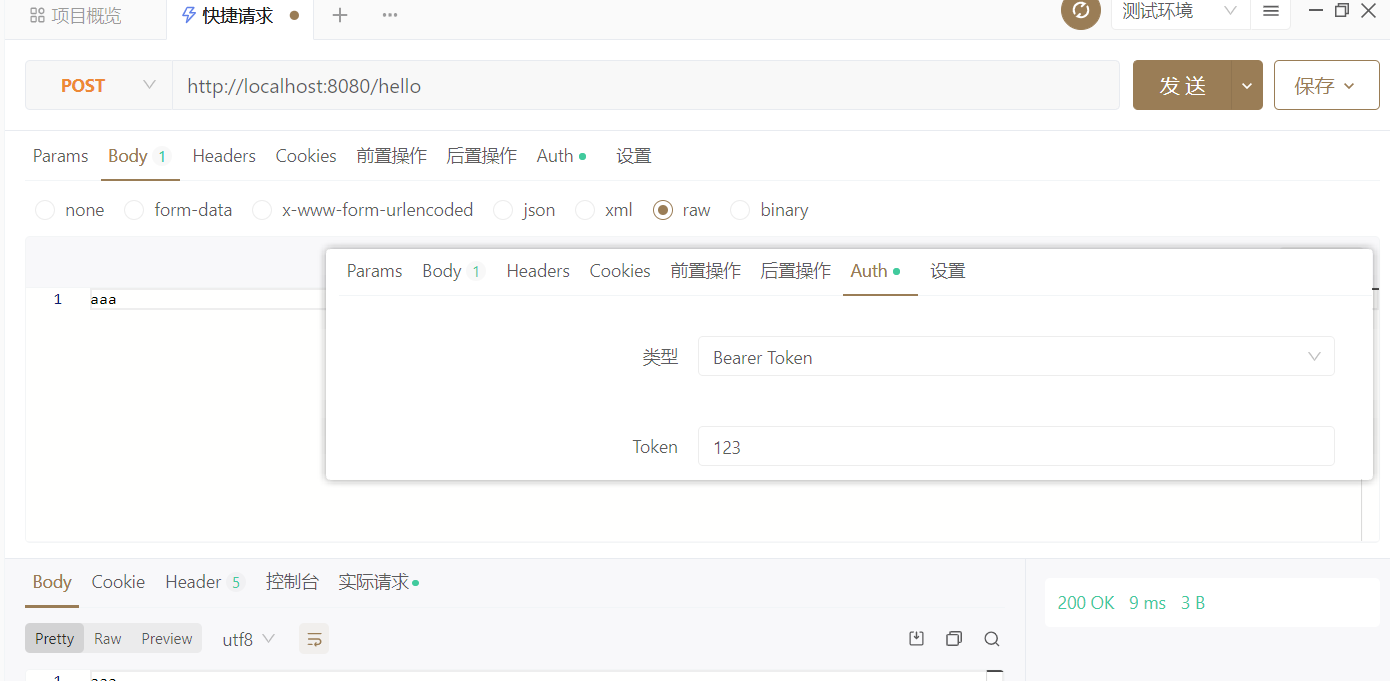 项目概览 快捷请求 测试环境
POST http://localhost:8080/hello 发 送 保存
Params Body 1 Headers Cookies 前置操作 后置操作 Auth 设置
none form-data x-www-form-urlencoded json xml raw binary
1 aaa
Params Body 1 Headers Cookies 前置操作 后置操作 Auth 设置
类型 Bearer Token
Token 123
Body Cookie Header 5 控制台 实际请求
200 OK 9 ms 3 B
Pretty Raw Preview utf8
1 aaa